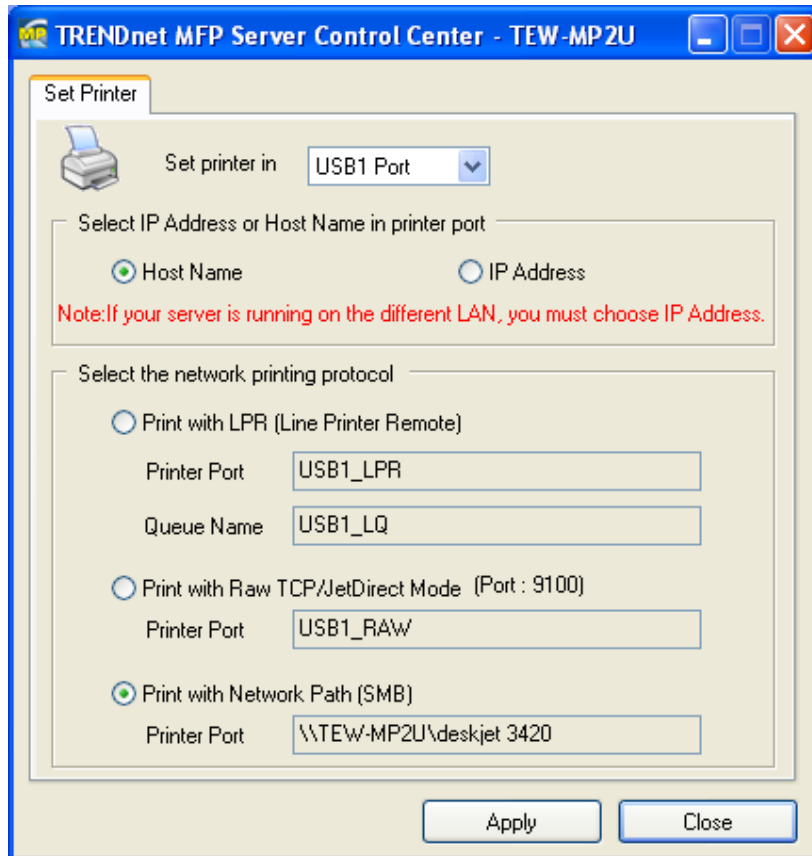 TRENDnet MFP Server Control Center - TEW-MP2U
Set Printer
Set printer in USB1 Port
Select IP Address or Host Name in printer port
Host Name IP Address
Note:If your server is running on the different LAN, you must choose IP Address.
Select the network printing protocol
Print with LPR (Line Printer Remote)
Printer Port USB1_LPR
Queue Name USB1_LQ
Print with Raw TCP/JetDirect Mode (Port : 9100)
Printer Port USB1_RAW
Print with Network Path (SMB)
Printer Port \\TEW-MP2U\deskjet 3420
Apply Close